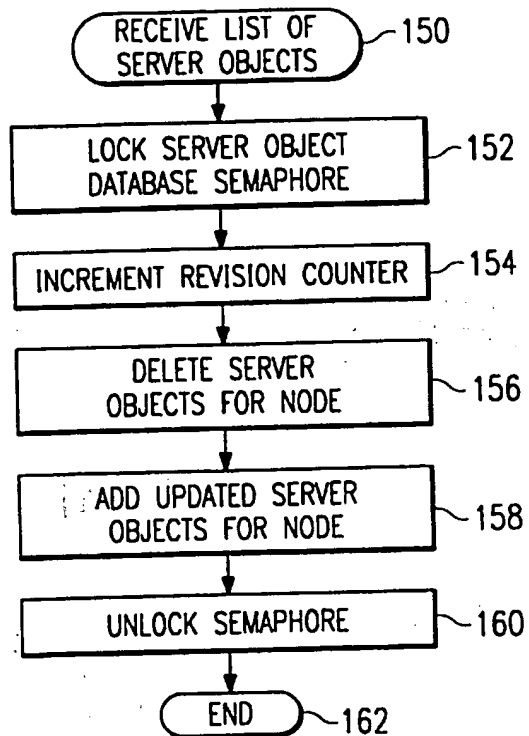 RECEIVE LIST OF
SERVER OBJECTS
150
LOCK SERVER OBJECT
DATABASE SEMAPHORE
152
INCREMENT REVISION COUNTER
154
DELETE SERVER
OBJECTS FOR NODE
156
ADD UPDATED SERVER
OBJECTS FOR NODE
158
UNLOCK SEMAPHORE
160
END
162